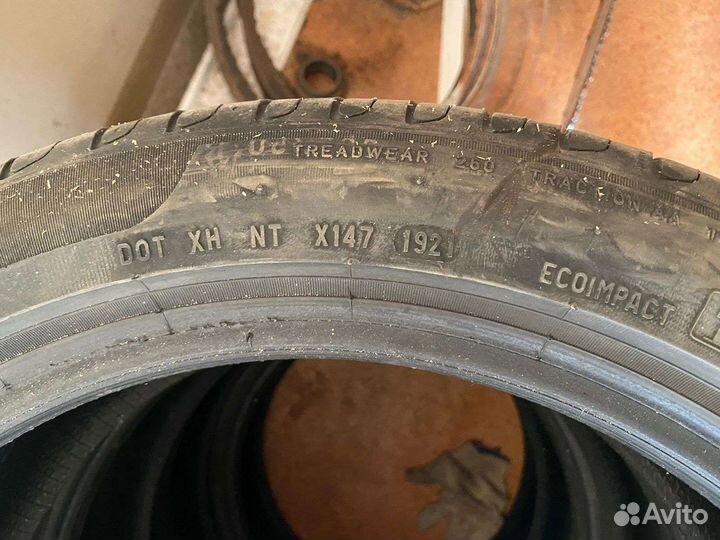 TREADWEAR 260 TRACTION AA
DOT XH NT X147 1921
ECOIMPACT
Avito